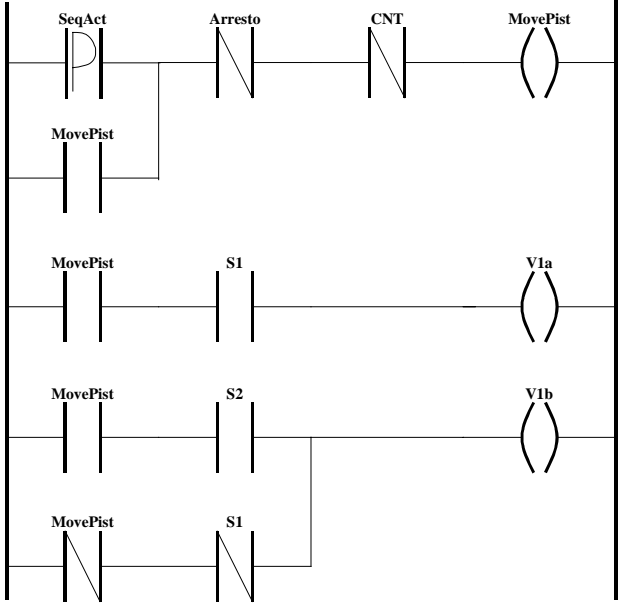 SeqAct Arresto CNT MovePist
P
MovePist
MovePist S1 V1a
MovePist S2 V1b
MovePist S1